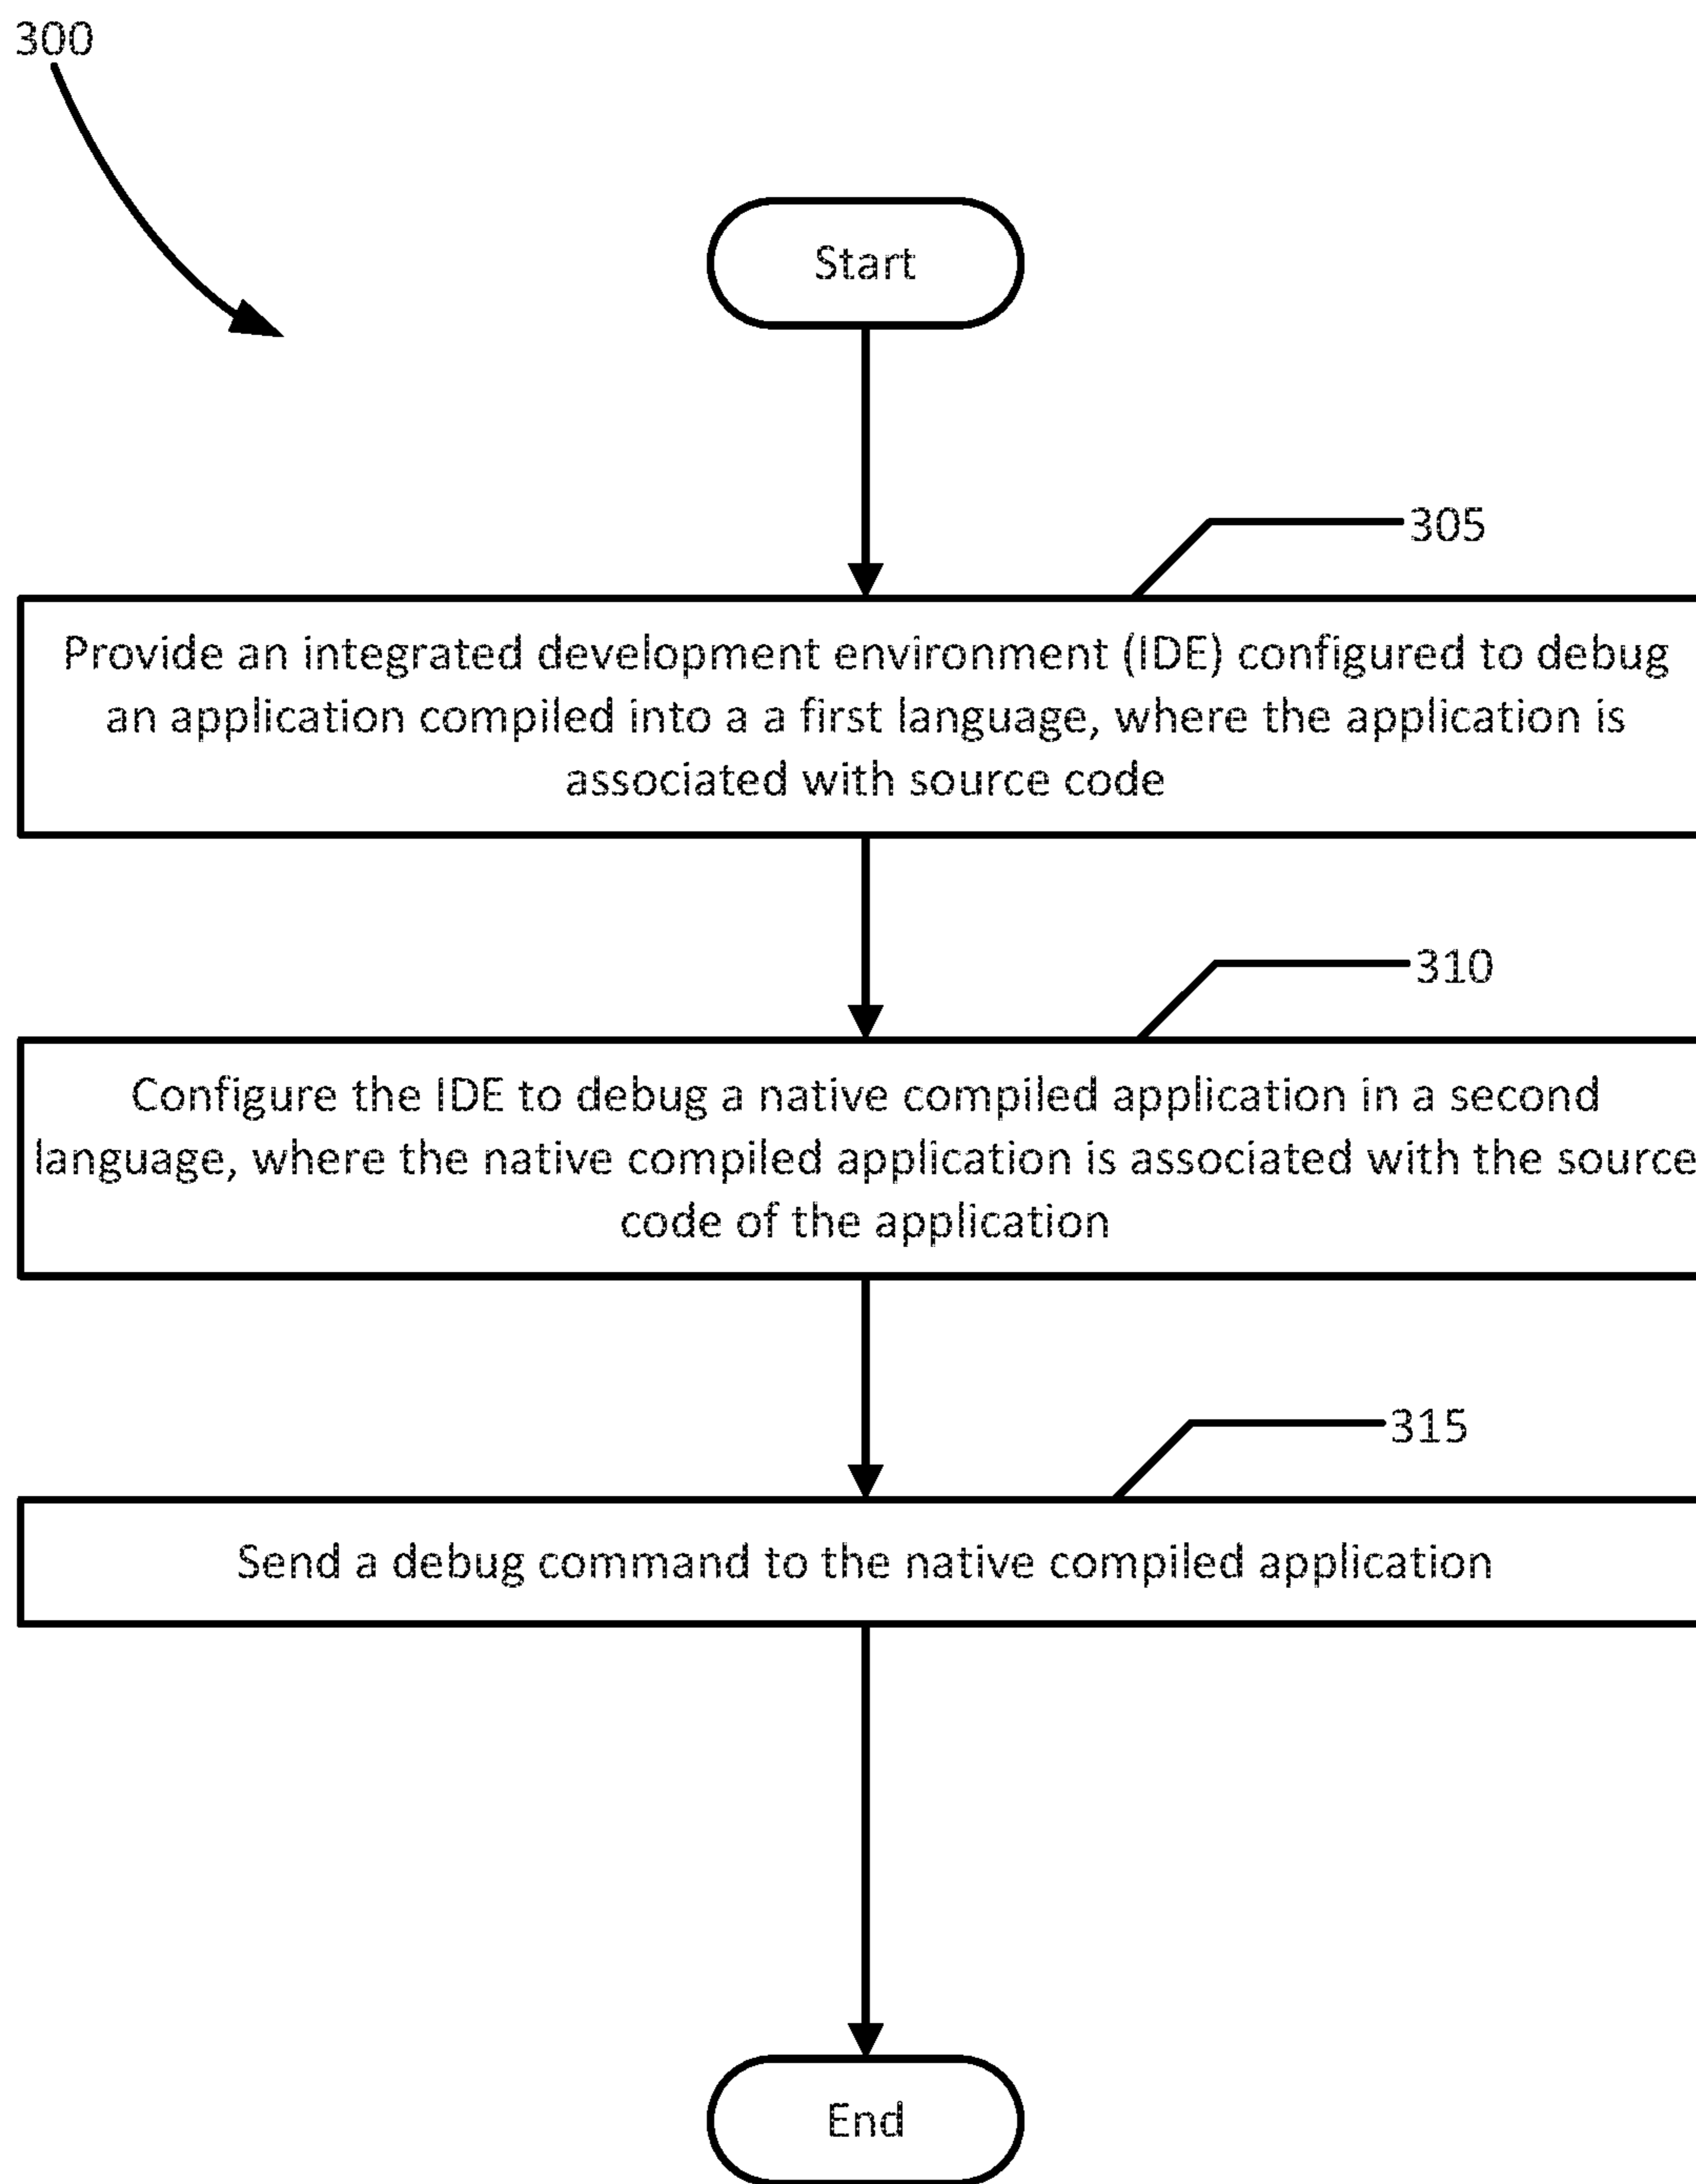 300
Start
305
Provide an integrated development environment (IDE) configured to debug
an application compiled into a a first language, where the application is
associated with source code
310
Configure the IDE to debug a native compiled application in a second
language, where the native compiled application is associated with the source
code of the application
315
Send a debug command to the native compiled application
End